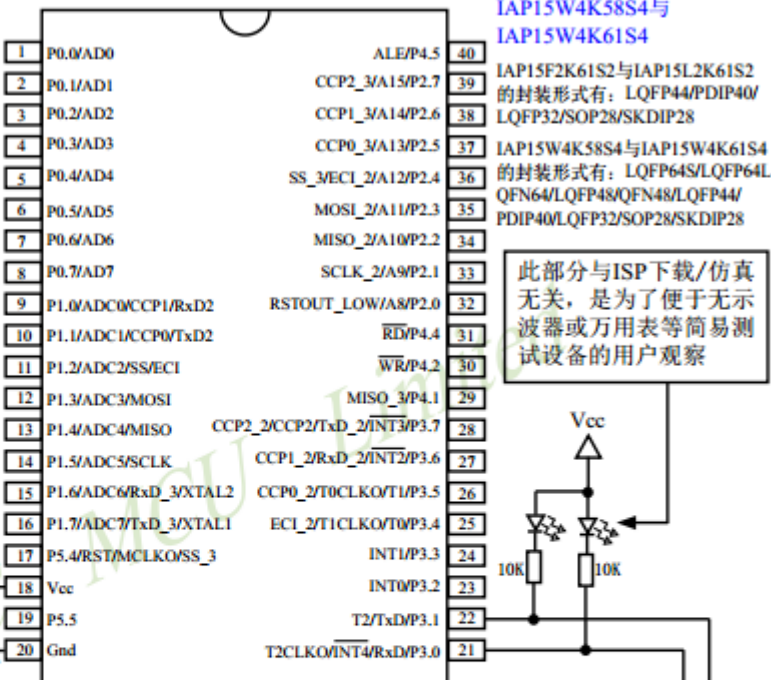 IAP15W4K58S4与
IAP15W4K61S4
IAP15F2K61S2与IAP15L2K61S2
的封装形式有：LQFP44/PDIP40/
LQFP32/SOP28/SKDIP28
IAP15W4K58S4与IAP15W4K61S4
的封装形式有：LQFP64S/LQFP64L
QFN64/LQFP48/QFN48/LQFP44/
PDIP40/LQFP32/SOP28/SKDIP28
1 P0.0/AD0 ALE/P4.5 40
2 P0.1/AD1 CCP2_3/A15/P2.7 39
3 P0.2/AD2 CCP1_3/A14/P2.6 38
4 P0.3/AD3 CCP0_3/A13/P2.5 37
5 P0.4/AD4 SS_3/ECI_2/A12/P2.4 36
6 P0.5/AD5 MOSI_2/A11/P2.3 35
7 P0.6/AD6 MISO_2/A10/P2.2 34
8 P0.7/AD7 SCLK_2/A9/P2.1 33
9 P1.0/ADC0/CCP1/RxD2 RSTOUT_LOW/A8/P2.0 32
10 P1.1/ADC1/CCP0/TxD2 RD/P4.4 31
11 P1.2/ADC2/SS/ECI WR/P4.2 30
12 P1.3/ADC3/MOSI MISO_3/P4.1 29
13 P1.4/ADC4/MISO CCP2_2/CCP2/TxD_2/INT3/P3.7 28
14 P1.5/ADC5/SCLK CCP1_2/RxD_2/INT2/P3.6 27
15 P1.6/ADC6/RxD_3/XTAL2 CCP0_2/T0CLKO/T1/P3.5 26
16 P1.7/ADC7/TxD_3/XTAL1 ECI_2/T1CLKO/T0/P3.4 25
17 P5.4/RST/MCLKO/SS_3 INT1/P3.3 24
18 Vcc INT0/P3.2 23
19 P5.5 T2/TxD/P3.1 22
20 Gnd T2CLKO/INT4/RxD/P3.0 21
此部分与ISP下载/仿真
无关，是为了便于无示
波器或万用表等简易测
试设备的用户观察
Vcc
10K 10K
MCU Limited